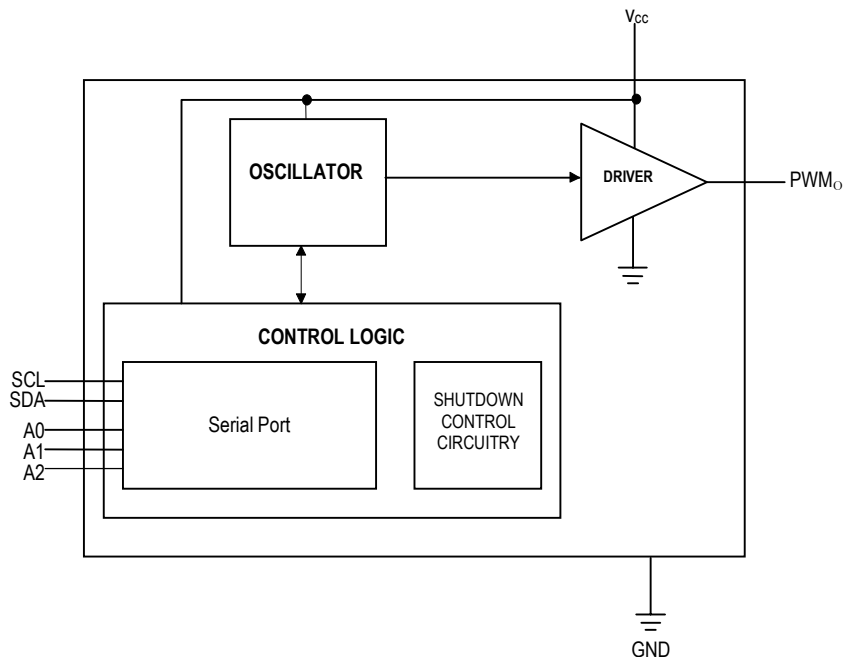 VCC
OSCILLATOR
DRIVER
PWMO
CONTROL LOGIC
SCL
SDA
A0
A1
A2
Serial Port
SHUTDOWN
CONTROL
CIRCUITRY
GND